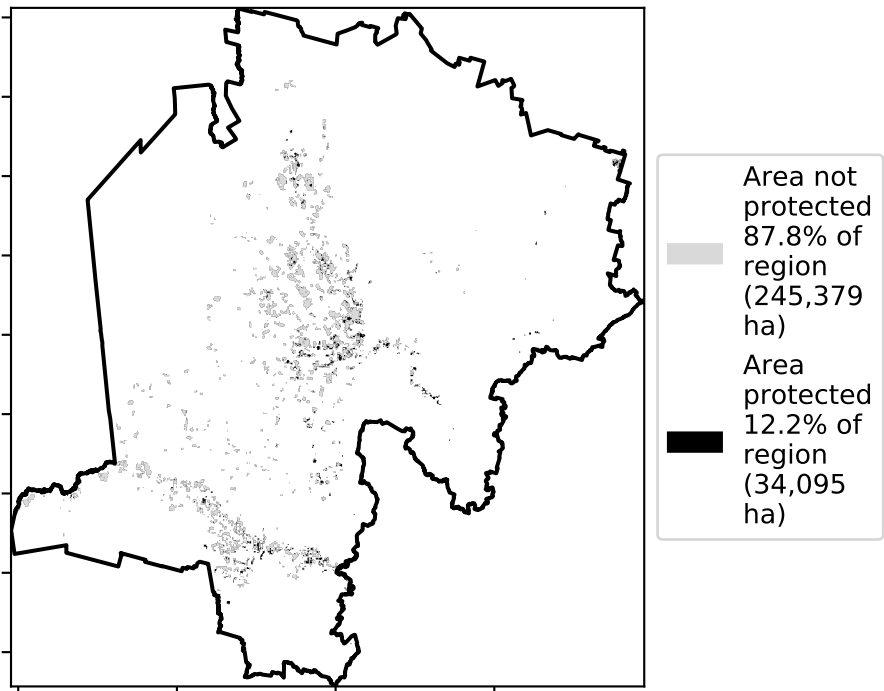 Area not
protected
87.8% of
region
(245,379
ha)
Area
protected
12.2% of
region
(34,095
ha)